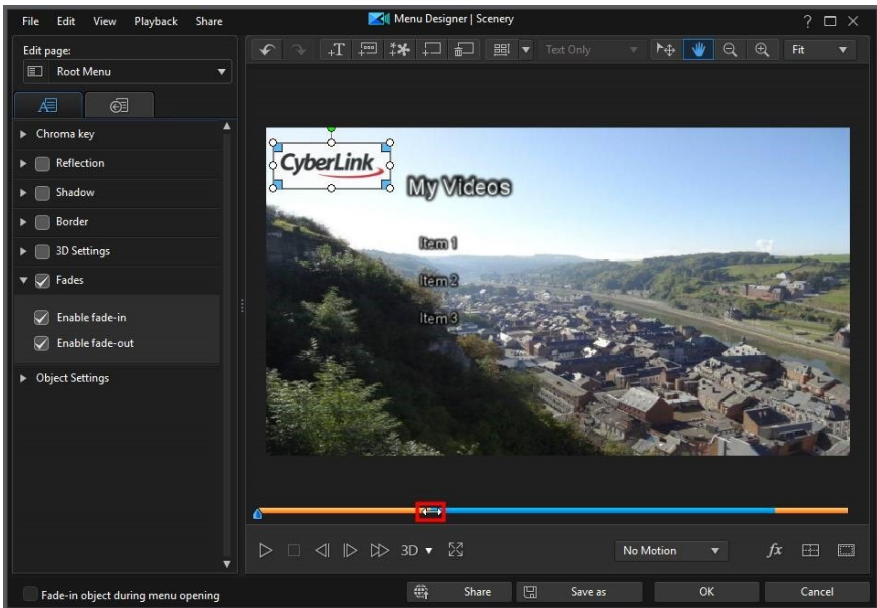 File Edit View Playback Share
Menu Designer | Scenery
?
Edit page:
Root Menu
+T
Text Only
Fit
Chroma key
Reflection
Shadow
Border
3D Settings
Fades
Enable fade-in
Enable fade-out
Object Settings
CyberLink
My Videos
Item 1
Item 2
Item 3
3D
No Motion
fx
Fade-in object during menu opening
Share
Save as
OK
Cancel